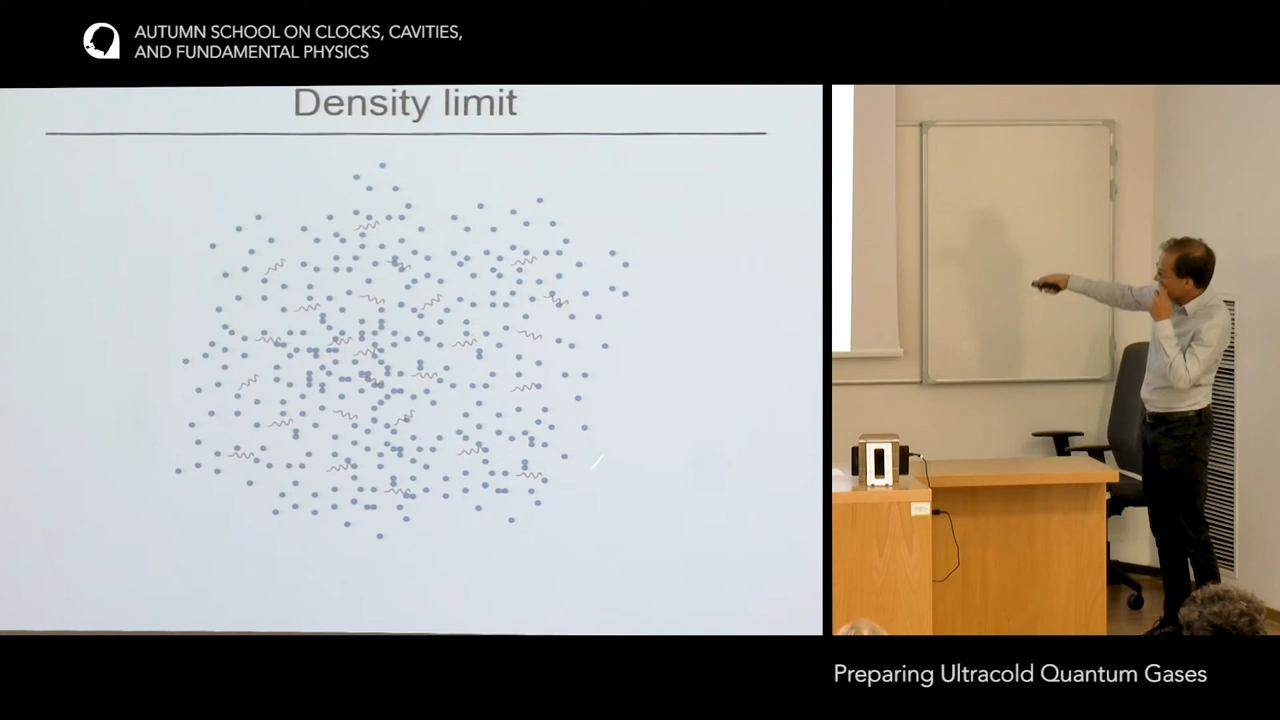 AUTUMN SCHOOL ON CLOCKS, CAVITIES,
AND FUNDAMENTAL PHYSICS
Density limit
Preparing Ultracold Quantum Gases